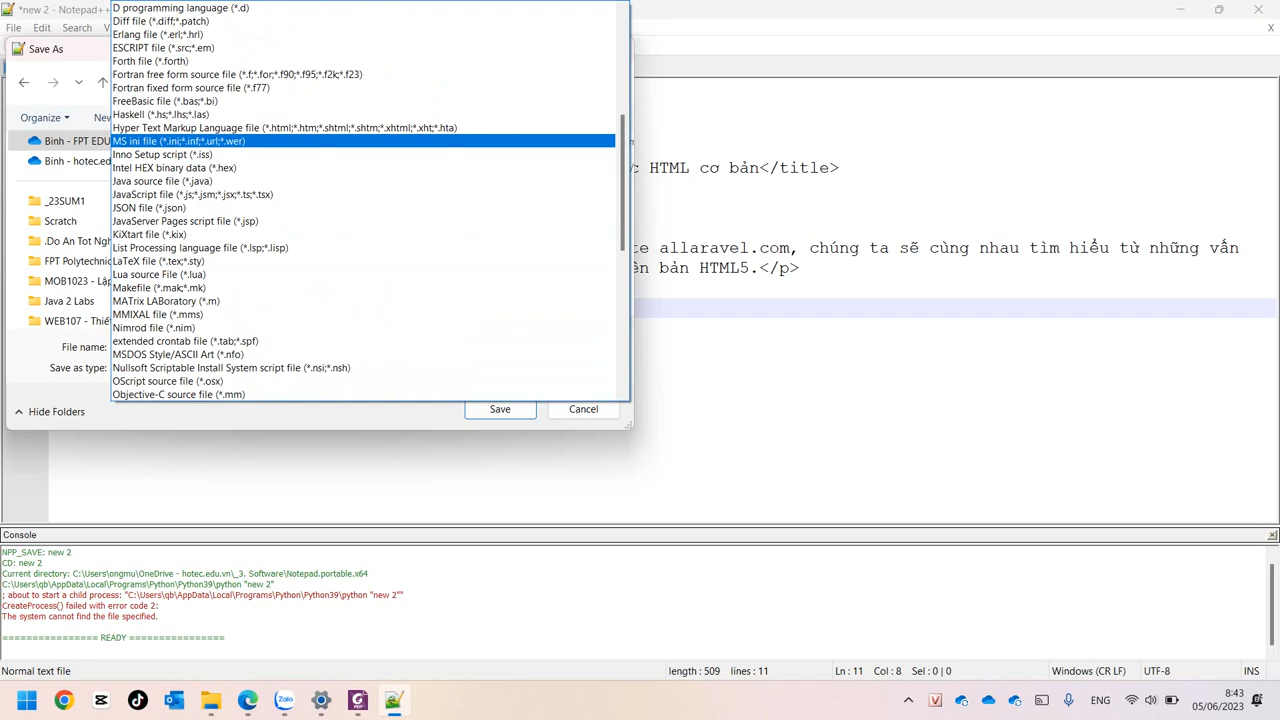 *new 2 - Notepad++
D programming language (*.d)
Diff file (*.diff;*.patch)
File Edit Search V
X
Erlang file (*.erl;*.hrl)
Save As
ESCRIPT file (*.src;*.em)
Forth file (*.forth)
Fortran free form source file (*.f;*.for;*.f90;*.f95;*.f2k;*.f23)
Fortran fixed form source file (*.f77)
FreeBasic file (*.bas;*.bi)
Organize
Haskell (*.hs;*.lhs;*.las)
Hyper Text Markup Language file (*.html;*.htm;*.shtml;*.shtm;*.xhtml;*.xht;*.hta)
Binh - FPT EDU
MS ini file (*.ini;*.inf;*.url;*.wer)
Inno Setup script (*.iss)
Binh - hotec.e
Intel HEX binary data (*.hex)
HTML cơ bản</title>
Java source file (*.java)
JavaScript file (*.js;*.jsm;*.jsx;*.ts;*.tsx)
_23SUM1
JSON file (*.json)
Scratch
JavaServer Pages script file (*.jsp)
KiXtart file (*.kix)
.Do An Tot Ngh
List Processing language file (*.lsp;*.lisp)
te allaravel.com, chúng ta sẽ cùng nhau tìm hiểu từ những vấn
FPT Polytechnic
LaTeX file (*.tex;*.sty)
ên bản HTML5.</p>
Lua source File (*.lua)
MOB1023 - Lập
Makefile (*.mak;*.mk)
Java 2 Labs
MATrix LABoratory (*.m)
MMIXAL file (*.mms)
WEB107 - Thiết
Nimrod file (*.nim)
extended crontab file (*.tab;*.spf)
File name:
MSDOS Style/ASCII Art (*.nfo)
Save as type:
Nullsoft Scriptable Install System script file (*.nsi;*.nsh)
OScript source file (*.osx)
Objective-C source file (*.mm)
Hide Folders
Save
Cancel
Console
NPP_SAVE: new 2
CD: new 2
Current directory: C:\Users\ongmu\OneDrive - hotec.edu.vn\_3. Software\Notepad.portable.x64
C:\Users\qb\AppData\Local\Programs\Python\Python39\python "new 2"
; about to start a child process: "C:\Users\qb\AppData\Local\Programs\Python\Python39\python "new 2""
CreateProcess() failed with error code 2:
The system cannot find the file specified.
================ READY ================
Normal text file
length : 509 lines : 11
Ln : 11 Col : 8 Sel : 0 | 0
Windows (CR LF)
UTF-8
INS
ENG
8:43
05/06/2023